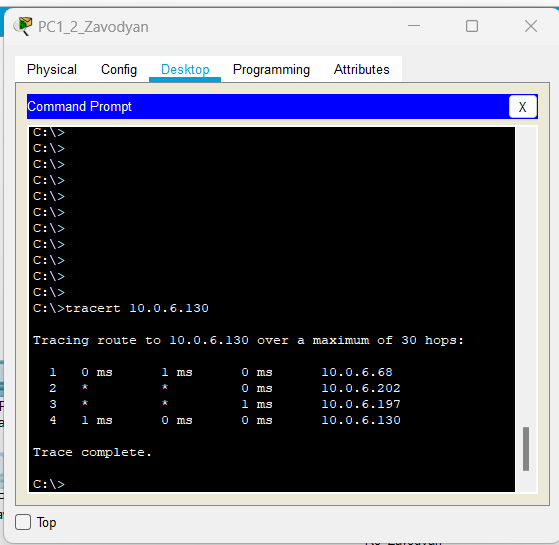 PC1_2_Zavodyan
Physical Config Desktop Programming Attributes
Command Prompt X
C:\>
C:\>
C:\>
C:\>
C:\>
C:\>
C:\>
C:\>
C:\>
C:\>
C:\>
C:\>tracert 10.0.6.130
Tracing route to 10.0.6.130 over a maximum of 30 hops:
1 0 ms 1 ms 0 ms 10.0.6.68
2 * * 0 ms 10.0.6.202
3 * * 1 ms 10.0.6.197
4 1 ms 0 ms 0 ms 10.0.6.130
Trace complete.
C:\>
Top